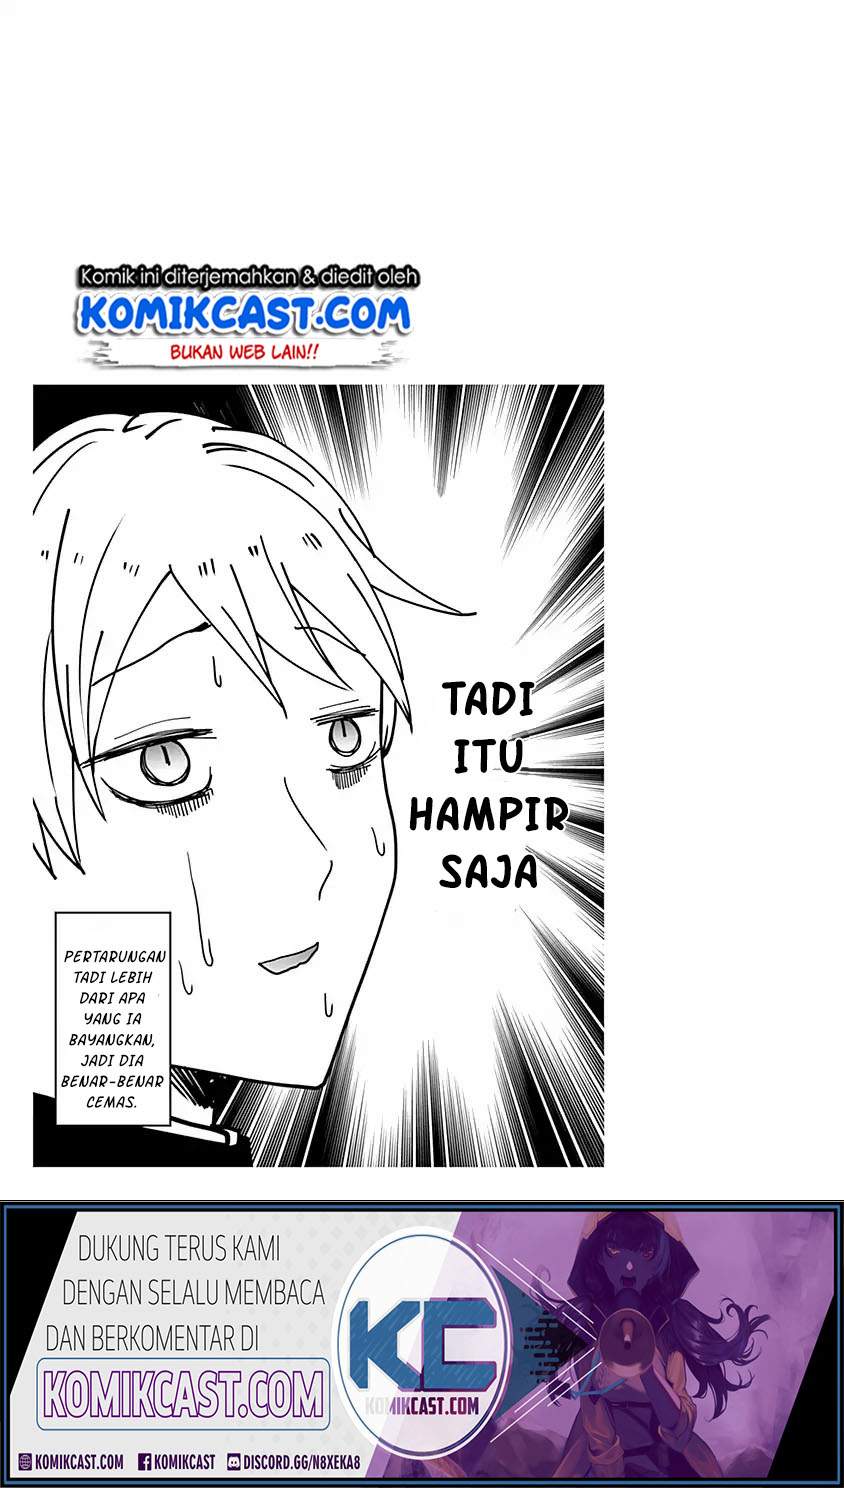 Komik ini diterjemahkan & diedit oleh
KOMIKCAST.COM
BUKAN WEB LAIN!!
TADI
ITU
HAMPIR
SAJA
PERTARUNGAN
TADI LEBIH
DARI APA
YANG IA
BAYANGKAN,
JADI DIA
BENAR-BENAR
CEMAS.
DUKUNG TERUS KAMI
DENGAN SELALU MEMBACA
DAN BERKOMENTAR DI
KOMIKCAST.COM
KC
KOMIKCAST.COM
KOMIKCAST.COM KOMIKCAST DISCORD.GG/N8XEKA8